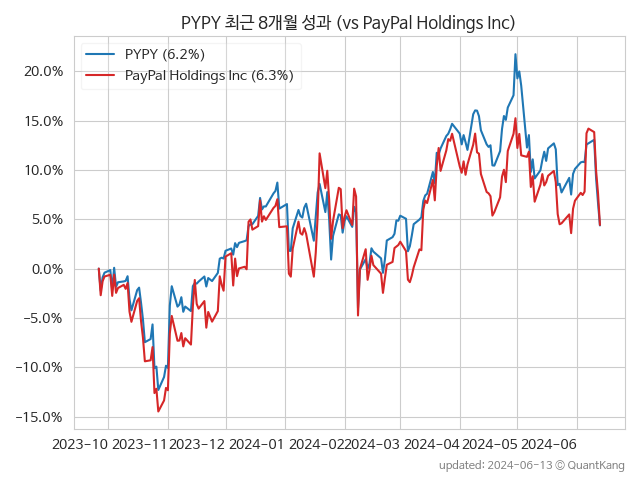 PYPY 최근 8개월 성과 (vs PayPal Holdings Inc)
PYPY (6.2%)
PayPal Holdings Inc (6.3%)
20.0%
15.0%
10.0%
5.0%
0.0%
−5.0%
−10.0%
−15.0%
2023−10 2023−11 2023−12 2024−01 2024−02 2024−03 2024−04 2024−05 2024−06
updated: 2024-06-13 ⓒ QuantKang